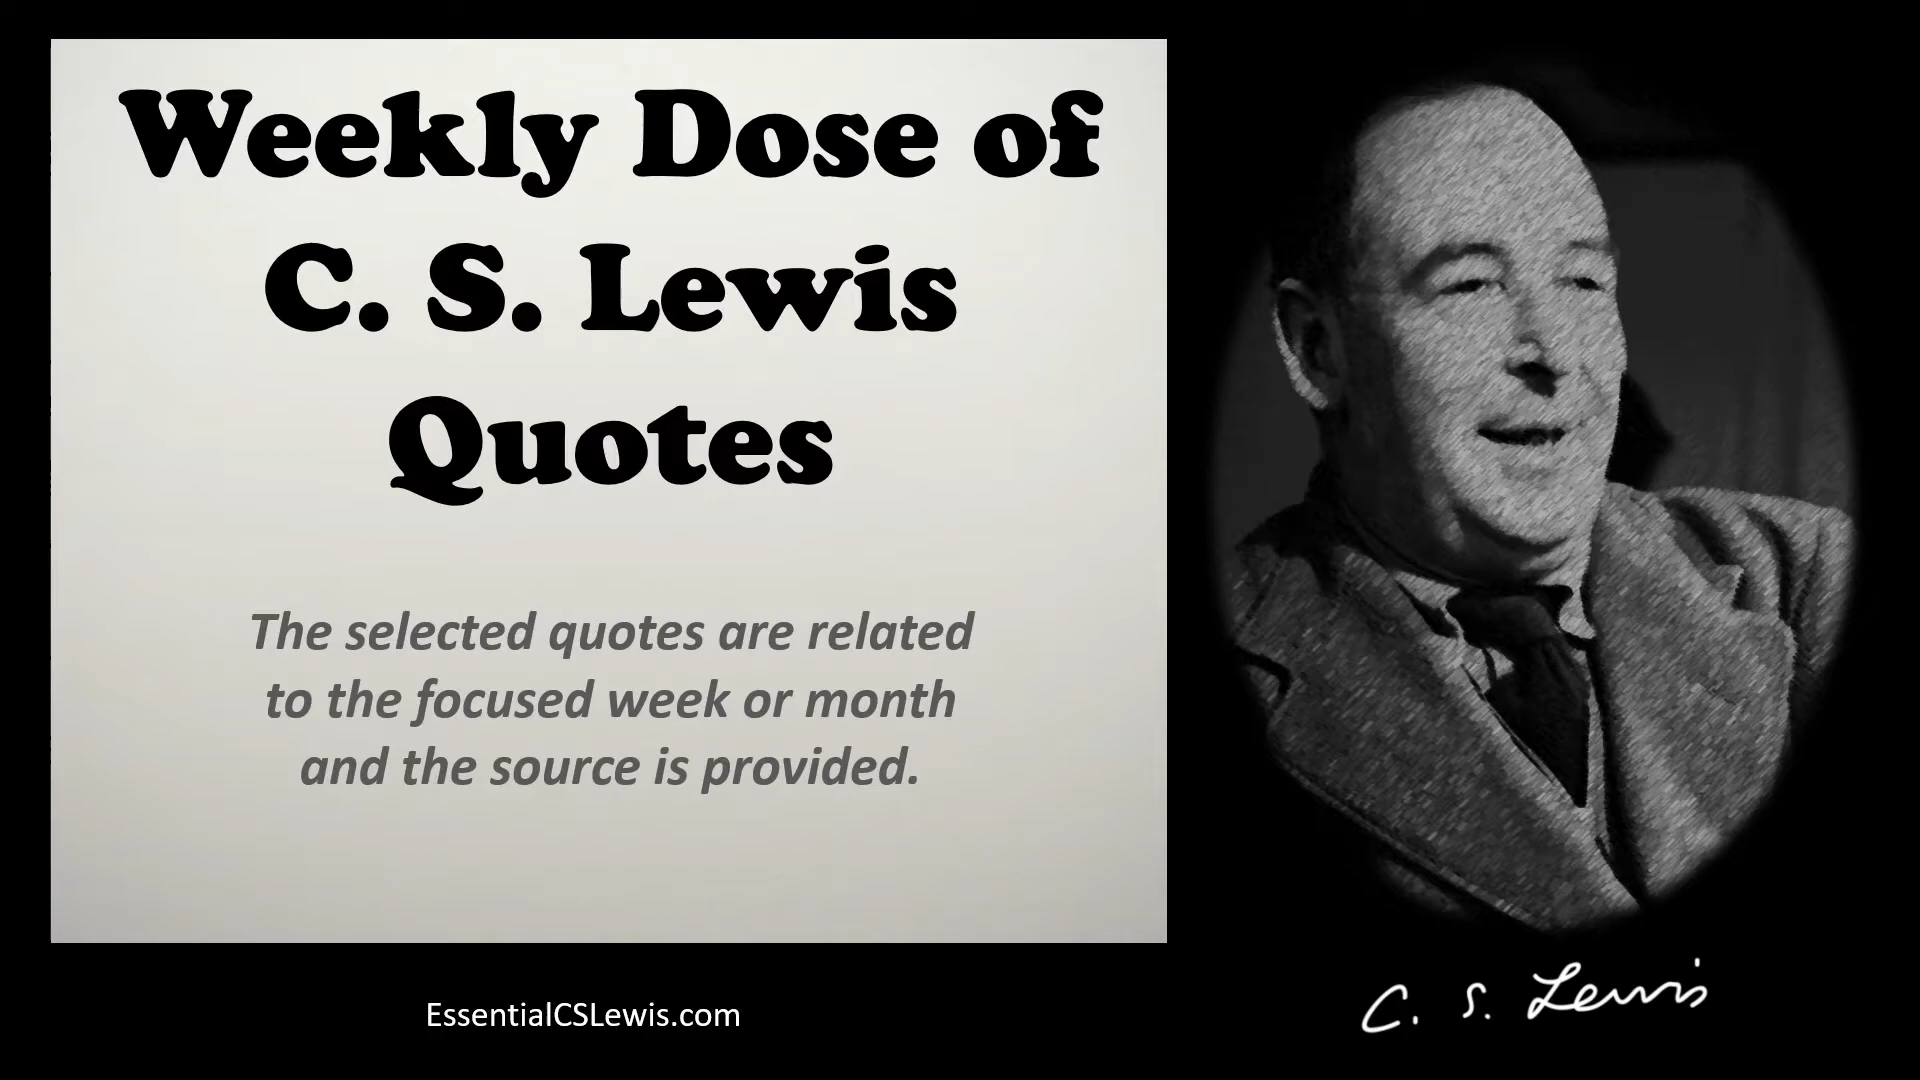 Weekly Dose of
C. S. Lewis
Quotes
The selected quotes are related
to the focused week or month
and the source is provided.
EssentialCSLewis.com
C. S. Lewis